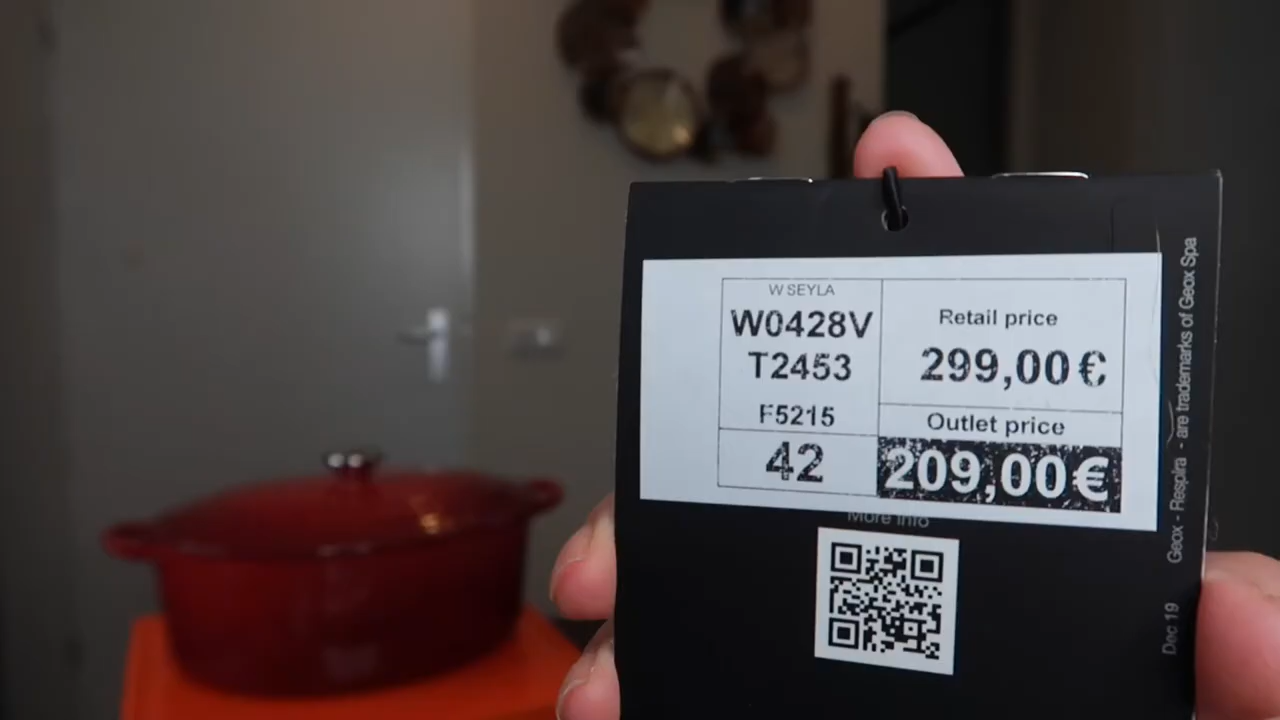 W SEYLA
W0428V
T2453
F5215
42
Retail price
299,00 €
Outlet price
209,00 €
More info
Geox - Respira - are trademarks of Geox Spa
Dec 19